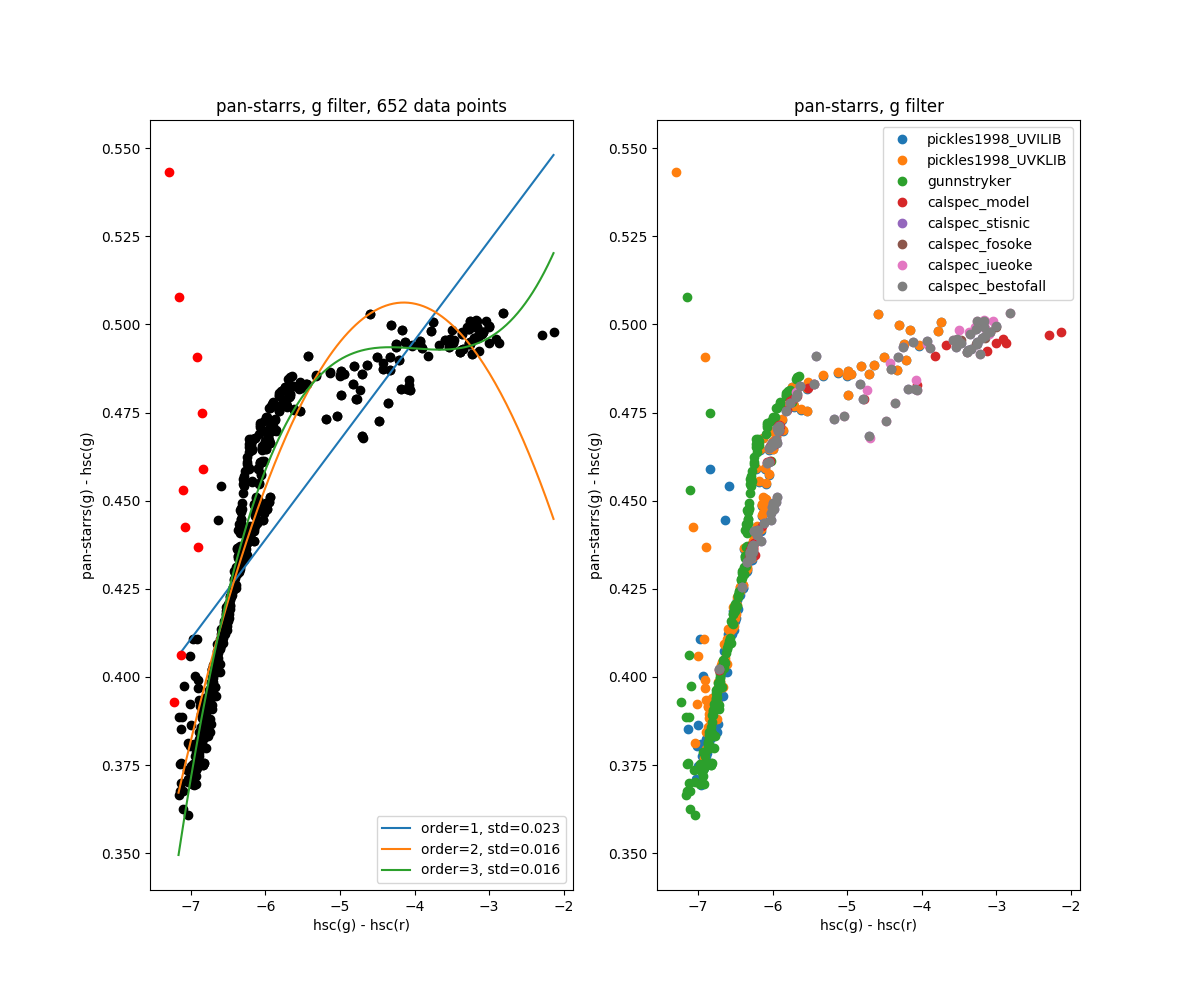 pan-starrs, g filter, 652 data points
0.550
0.525
0.500
0.475
0.450
0.425
0.400
0.375
0.350
pan-starrs(g) - hsc(g)
order=1, std=0.023
order=2, std=0.016
order=3, std=0.016
−7 −6 −5 −4 −3 −2
hsc(g) - hsc(r)
pan-starrs, g filter
0.550
0.525
0.500
0.475
0.450
0.425
0.400
0.375
0.350
pan-starrs(g) - hsc(g)
pickles1998_UVILIB
pickles1998_UVKLIB
gunnstryker
calspec_model
calspec_stisnic
calspec_fosoke
calspec_iueoke
calspec_bestofall
−7 −6 −5 −4 −3 −2
hsc(g) - hsc(r)